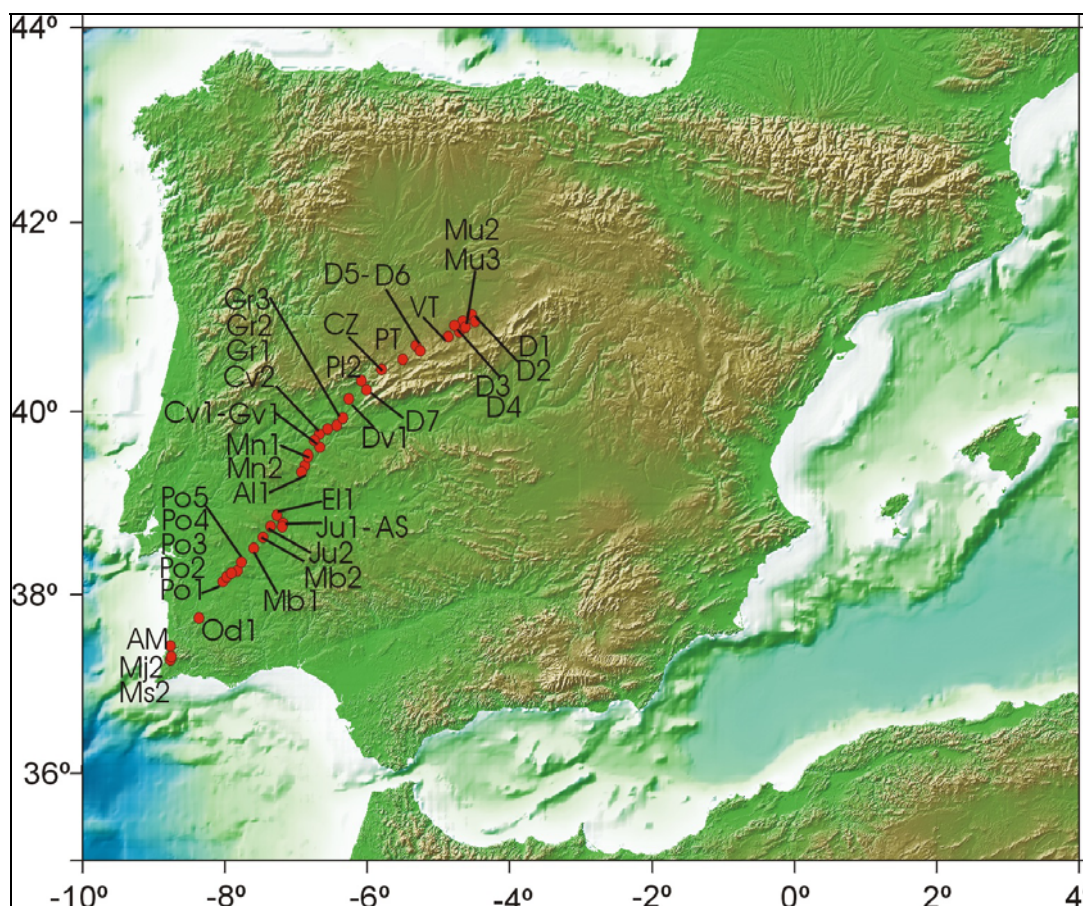 44º
42º
40º
38º
36º
Mu2
Mu3
D5-D6
VT
Gr3
Gr2
Gr1
CZ
PT
Pl2
Cv2
Cv1-Gv1
Mn1
Mn2
Al1
D1
D2
D3
D4
D7
Dv1
Po5
Po4
Po3
Po2
Po1
El1
Ju1-AS
Ju2
Mb2
Mb1
Od1
AM
Mj2
Ms2
-10º
-8º
-6º
-4º
-2º
0º
2º
4º